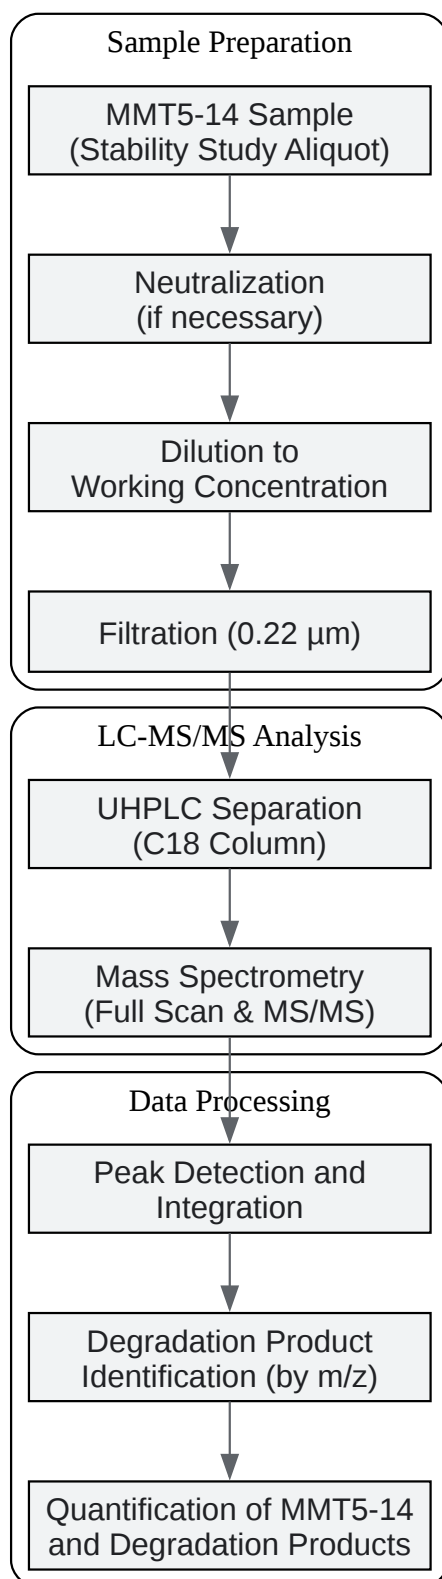 Sample Preparation
MMT5-14 Sample
(Stability Study Aliquot)
Neutralization
(if necessary)
Dilution to
Working Concentration
Filtration (0.22 µm)
LC-MS/MS Analysis
UHPLC Separation
(C18 Column)
Mass Spectrometry
(Full Scan & MS/MS)
Data Processing
Peak Detection and
Integration
Degradation Product
Identification (by m/z)
Quantification of MMT5-14
and Degradation Products